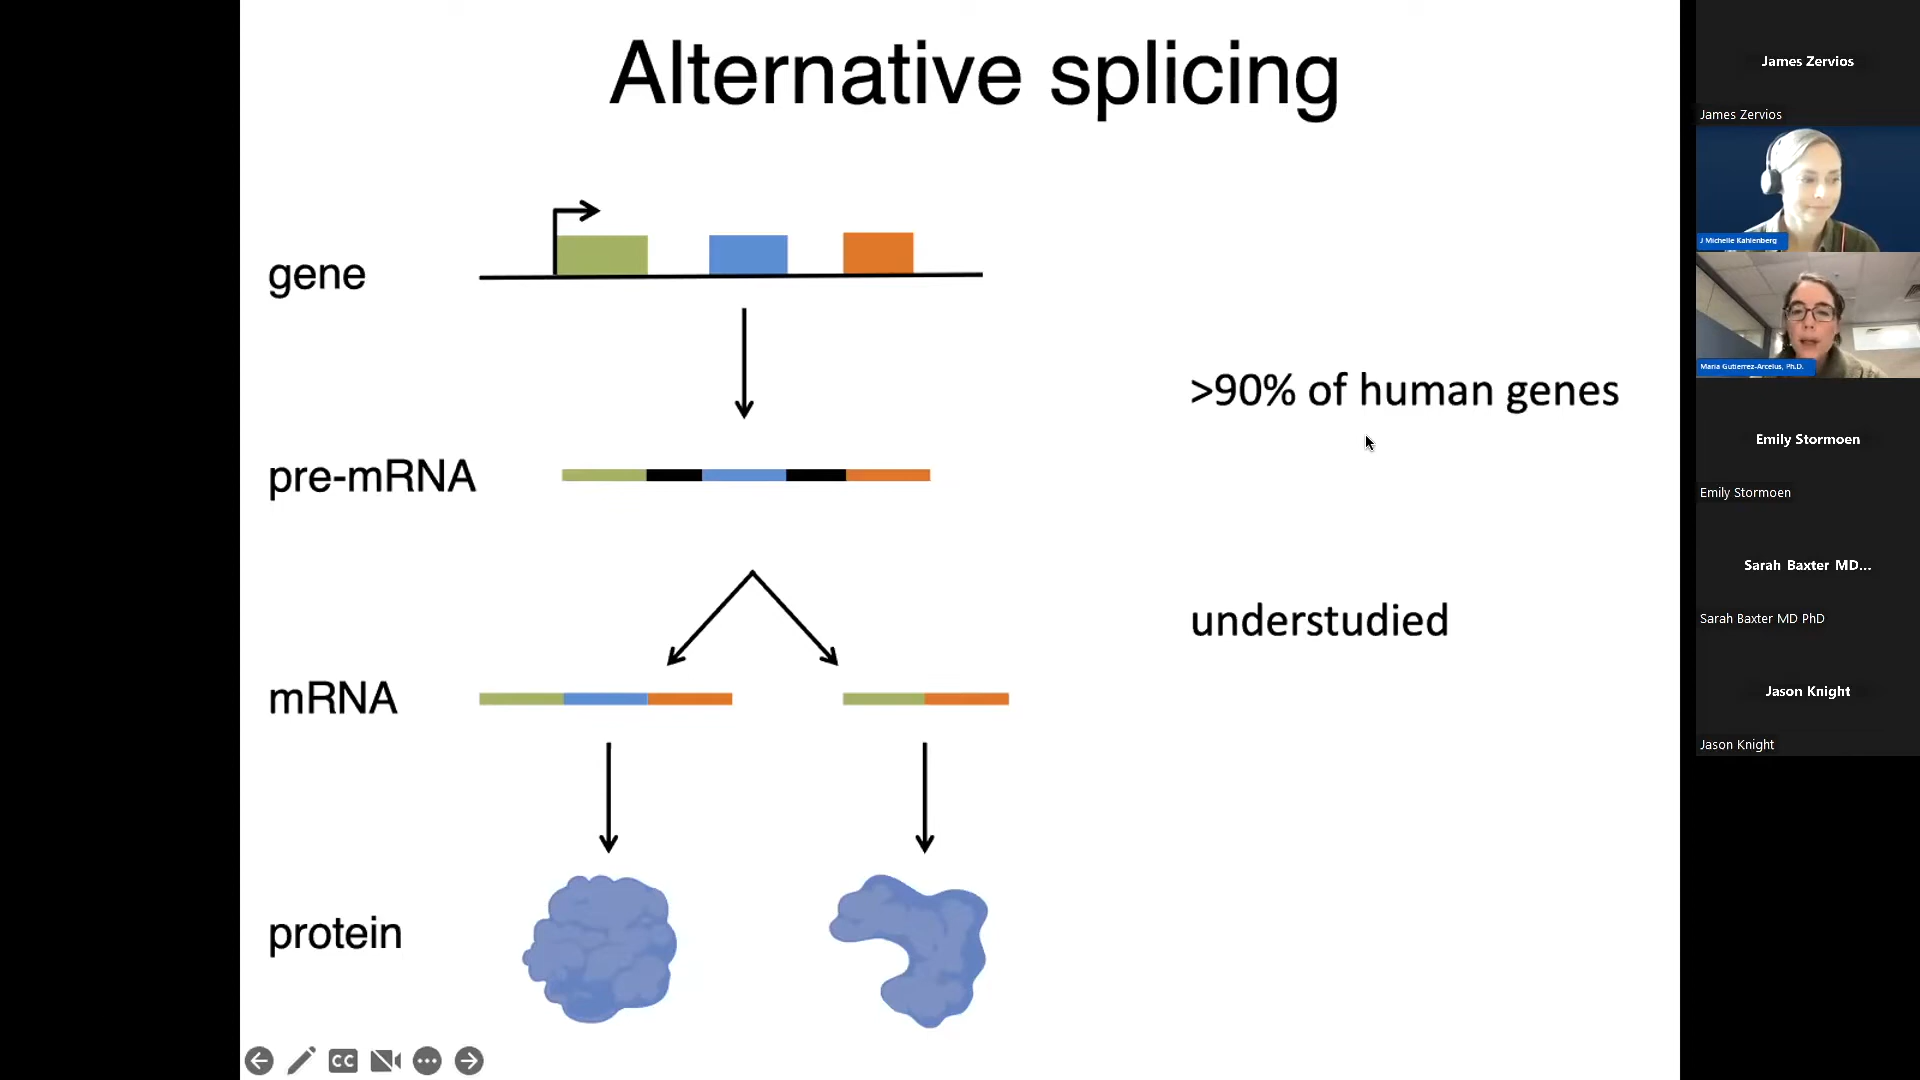 Alternative splicing
gene
>90% of human genes
pre-mRNA
understudied
mRNA
protein
CC
James Zervios
James Zervios
J Michelle Kahlenberg
Maria Gutierrez-Arcelus, Ph.D.
Emily Stormoen
Emily Stormoen
Sarah Baxter MD...
Sarah Baxter MD PhD
Jason Knight
Jason Knight